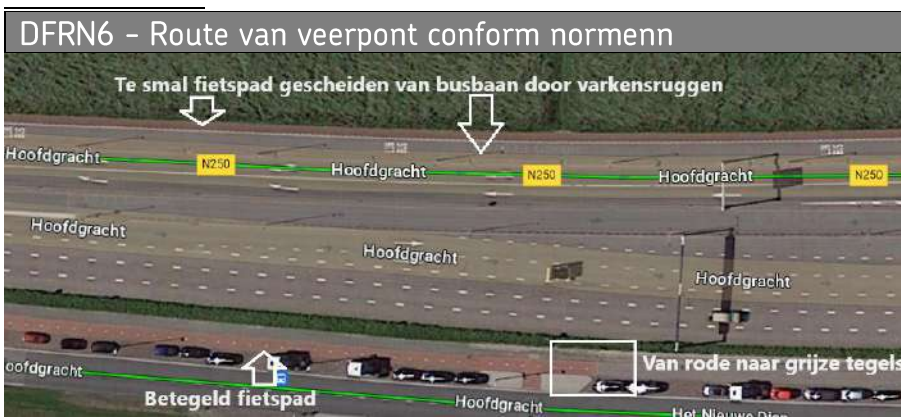 DFRN6 - Route van veerpont conform normenn
Te smal fietspad gescheiden van busbaan door varkensruggen
Hoofdgracht
N250
Hoofdgracht
N250
Hoofdgracht
N250
Hoofdgracht
Hoofdgracht
Hoofdgracht
Van rode naar grijze tegels
oofdgracht
Betegeld fietspad
Hoofdgracht
Het Nieuwe Diep